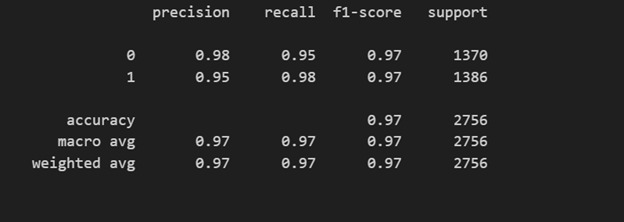 precision recall f1-score support
0 0.98 0.95 0.97 1370
1 0.95 0.98 0.97 1386
accuracy 0.97 2756
macro avg 0.97 0.97 0.97 2756
weighted avg 0.97 0.97 0.97 2756